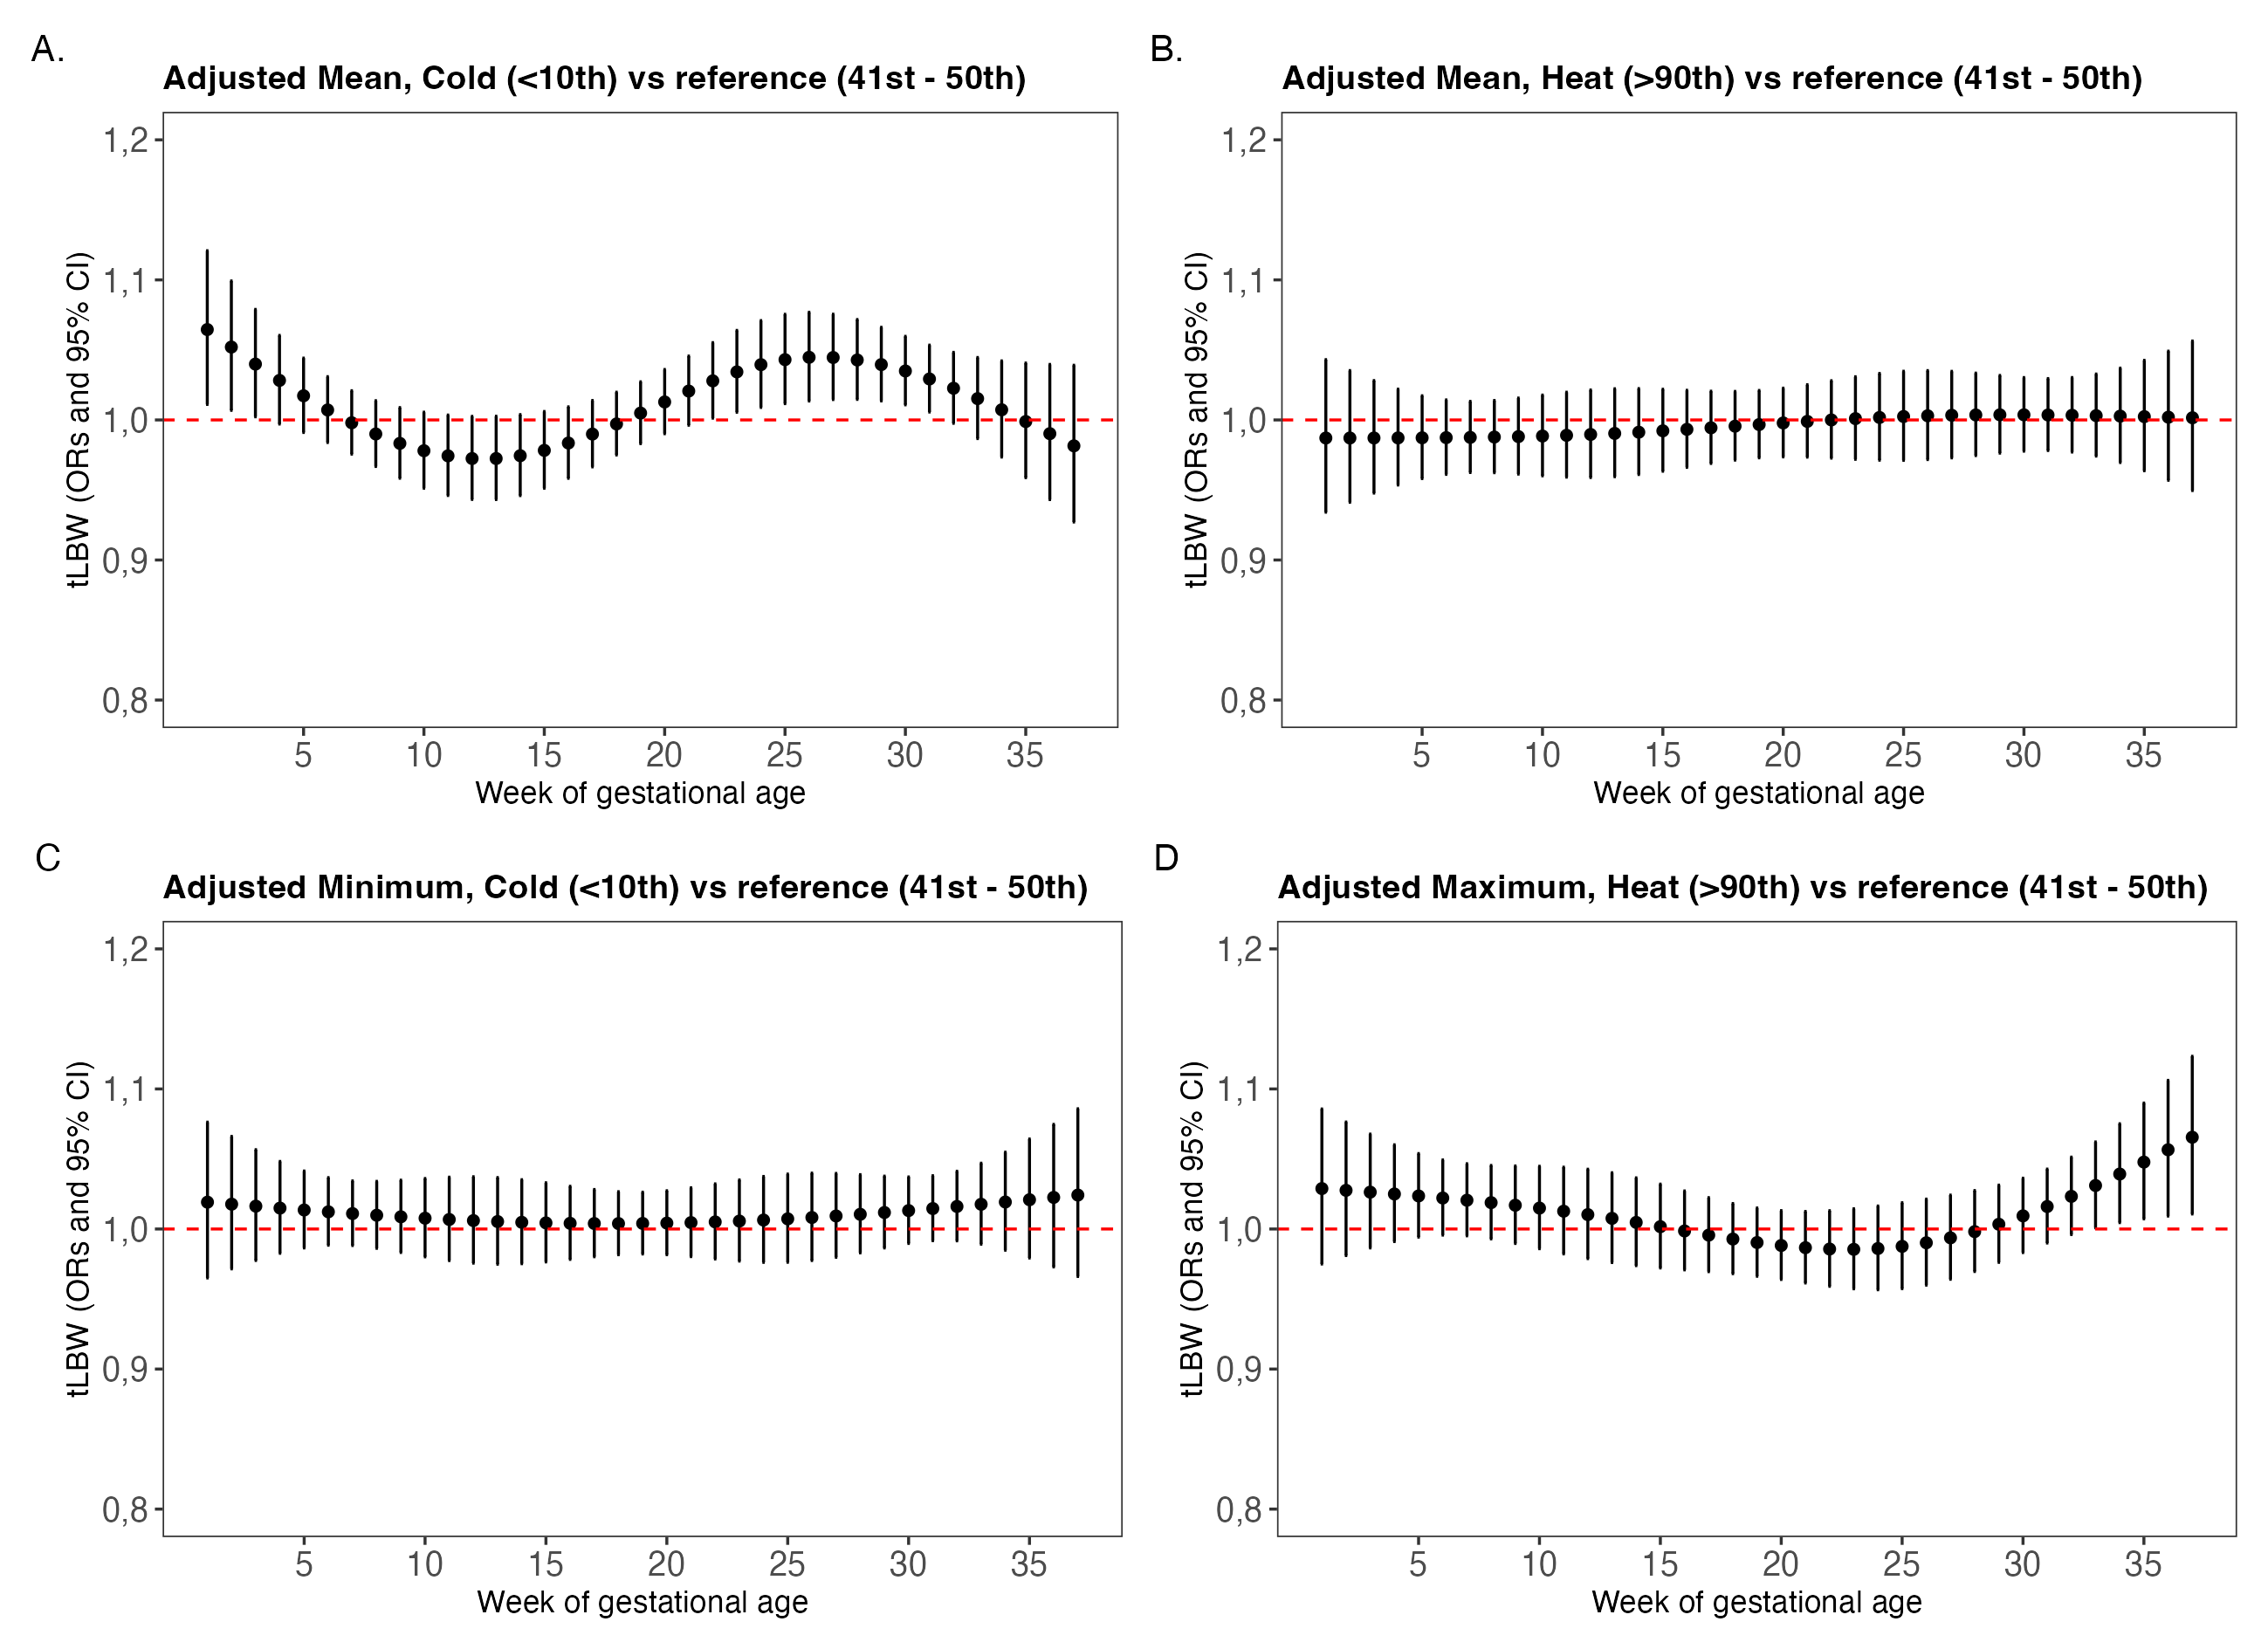 A.
Adjusted Mean, Cold (<10th) vs reference (41st - 50th)
tLBW (ORs and 95% CI)
1,2
1,1
1,0
0,9
0,8
5 10 15 20 25 30 35
Week of gestational age
B.
Adjusted Mean, Heat (>90th) vs reference (41st - 50th)
tLBW (ORs and 95% CI)
1,2
1,1
1,0
0,9
0,8
5 10 15 20 25 30 35
Week of gestational age
C
Adjusted Minimum, Cold (<10th) vs reference (41st - 50th)
tLBW (ORs and 95% CI)
1,2
1,1
1,0
0,9
0,8
5 10 15 20 25 30 35
Week of gestational age
D
Adjusted Maximum, Heat (>90th) vs reference (41st - 50th)
tLBW (ORs and 95% CI)
1,2
1,1
1,0
0,9
0,8
5 10 15 20 25 30 35
Week of gestational age